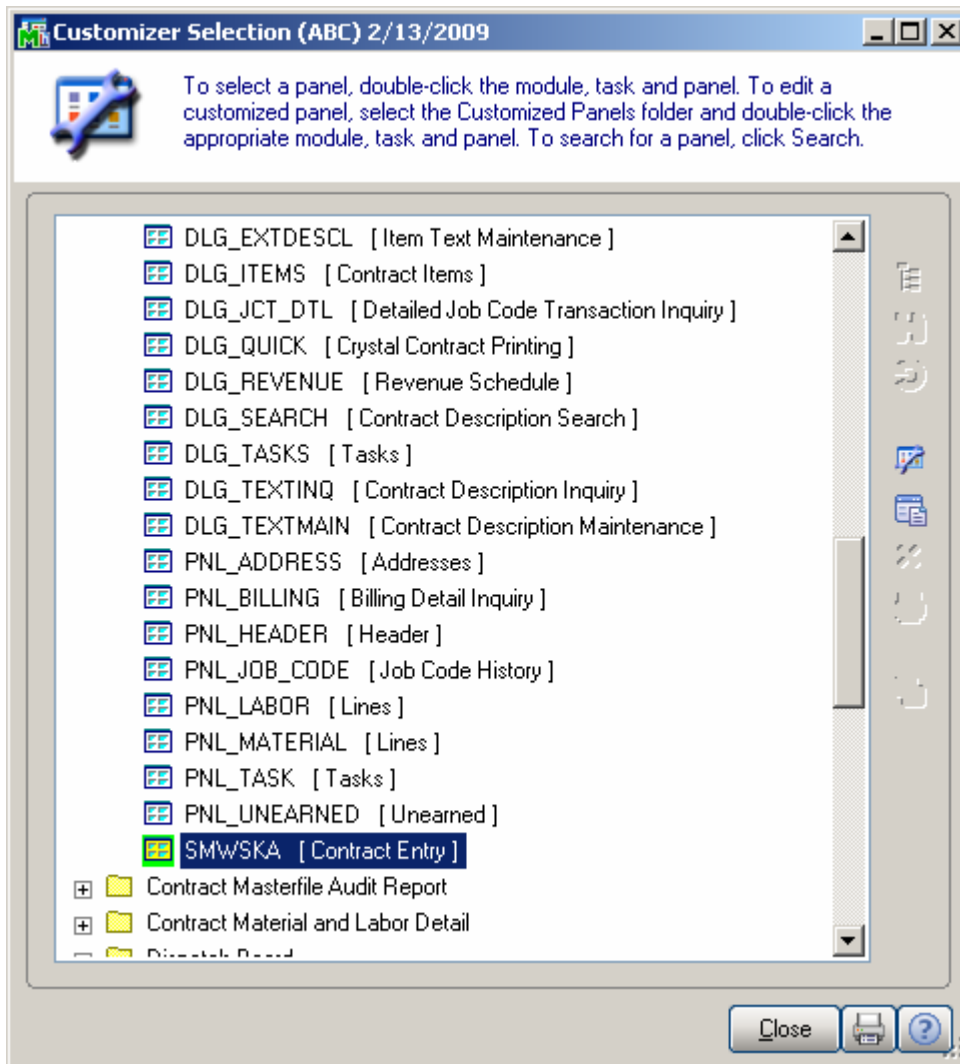 Customizer Selection (ABC) 2/13/2009
To select a panel, double-click the module, task and panel. To edit a
customized panel, select the Customized Panels folder and double-click the
appropriate module, task and panel. To search for a panel, click Search.
DLG_EXTDESCL [ Item Text Maintenance ]
DLG_ITEMS [ Contract Items ]
DLG_JCT_DTL [ Detailed Job Code Transaction Inquiry ]
DLG_QUICK [ Crystal Contract Printing ]
DLG_REVENUE [ Revenue Schedule ]
DLG_SEARCH [ Contract Description Search ]
DLG_TASKS [ Tasks ]
DLG_TEXTINQ [ Contract Description Inquiry ]
DLG_TEXTMAIN [ Contract Description Maintenance ]
PNL_ADDRESS [ Addresses ]
PNL_BILLING [ Billing Detail Inquiry ]
PNL_HEADER [ Header ]
PNL_JOB_CODE [ Job Code History ]
PNL_LABOR [ Lines ]
PNL_MATERIAL [ Lines ]
PNL_TASK [ Tasks ]
PNL_UNEARNED [ Unearned ]
SMWSKA [ Contract Entry ]
Contract Masterfile Audit Report
Contract Material and Labor Detail
Dispatch Board
Close